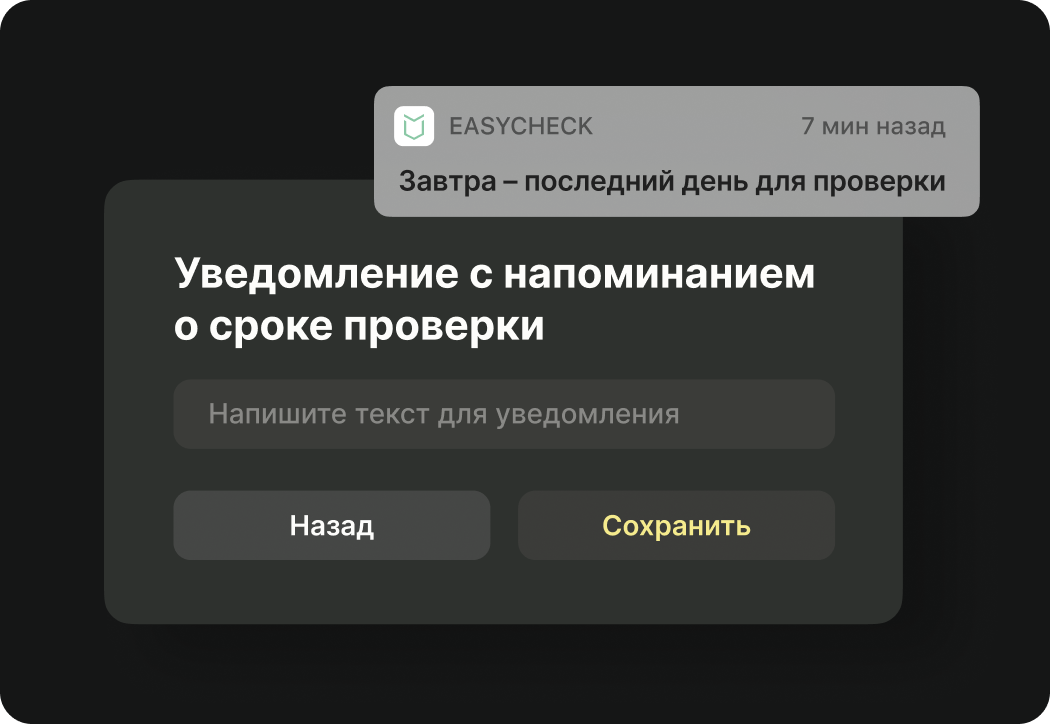 EASYCHECK 7 мин назад
Завтра – последний день для проверки
Уведомление с напоминанием
о сроке проверки
Напишите текст для уведомления
Назад Сохранить